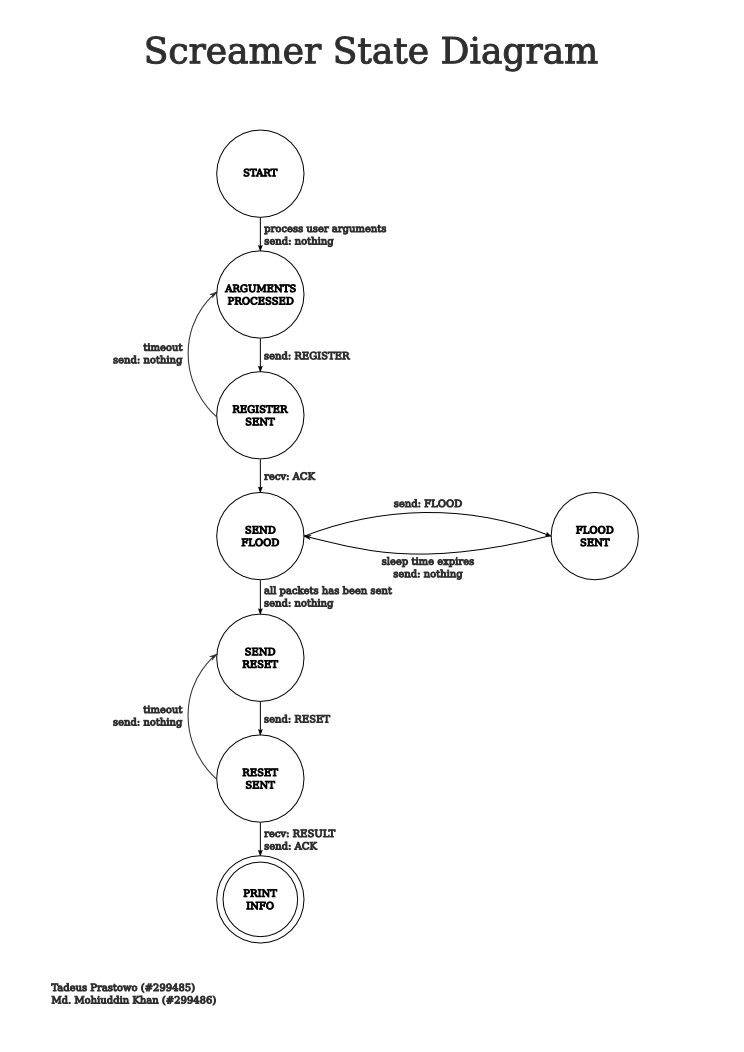 Screamer State Diagram
START
process user arguments
send: nothing
ARGUMENTS
PROCESSED
timeout
send: nothing
send: REGISTER
REGISTER
SENT
recv: ACK
send: FLOOD
SEND
FLOOD
FLOOD
SENT
sleep time expires
send: nothing
all packets has been sent
send: nothing
SEND
RESET
timeout
send: nothing
send: RESET
RESET
SENT
recv: RESULT
send: ACK
PRINT
INFO
Tadeus Prastowo (#299485)
Md. Mohiuddin Khan (#299486)